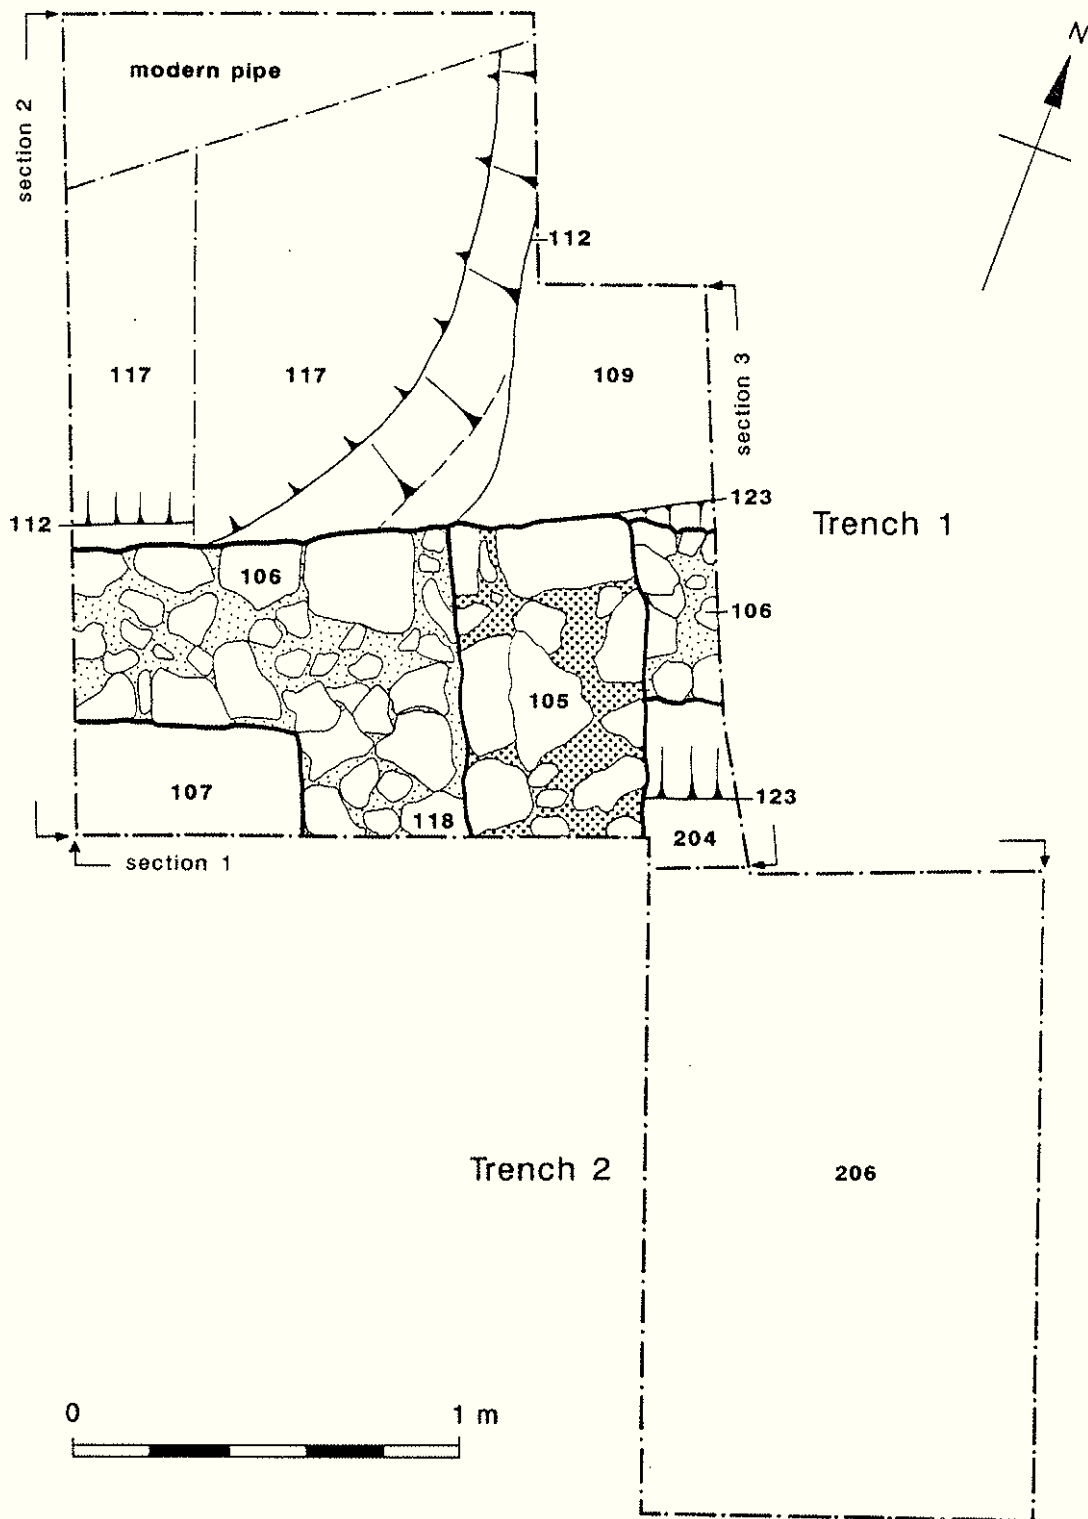 modern pipe
N
section 2
112
117
117
109
section 3
123
112
Trench 1
106
106
105
107
118
123
204
section 1
Trench 2
206
0 1 m